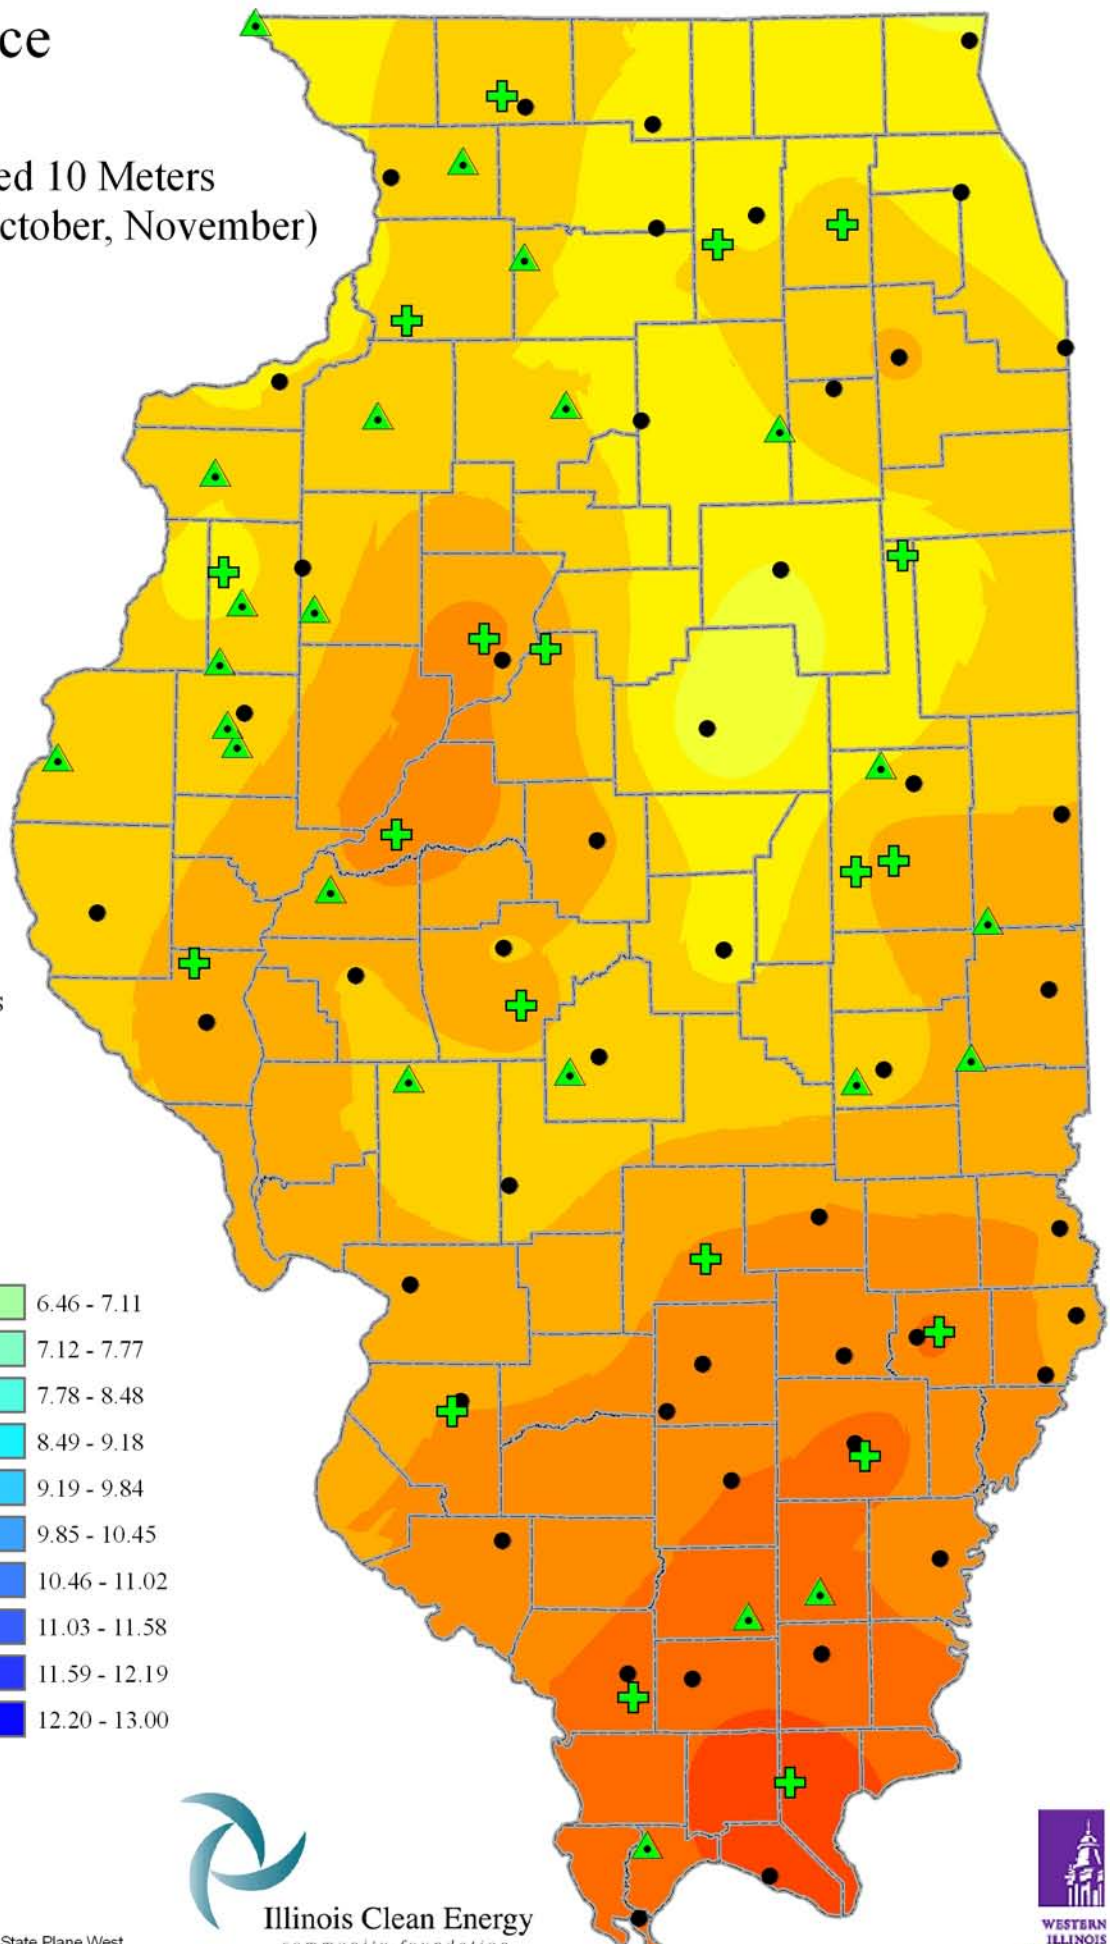 ce
ed 10 Meters
ctober, November)
s
6.46 - 7.11
7.12 - 7.77
7.78 - 8.48
8.49 - 9.18
9.19 - 9.84
9.85 - 10.45
10.46 - 11.02
11.03 - 11.58
11.59 - 12.19
12.20 - 13.00
Illinois Clean Energy
community foundation
State Plane West
WESTERN
ILLINOIS